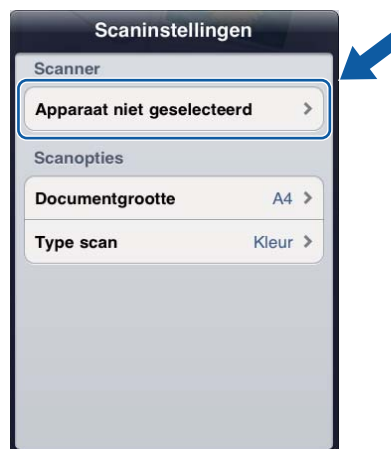 Scaninstellingen
Scanner
Apparaat niet geselecteerd
Scanopties
Documentgrootte A4
Type scan Kleur